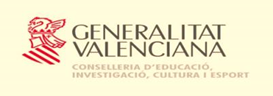 GENERALITAT
VALENCIANA
CONSELLERIA D'EDUCACIÓ,
INVESTIGACIÓ, CULTURA I ESPORT